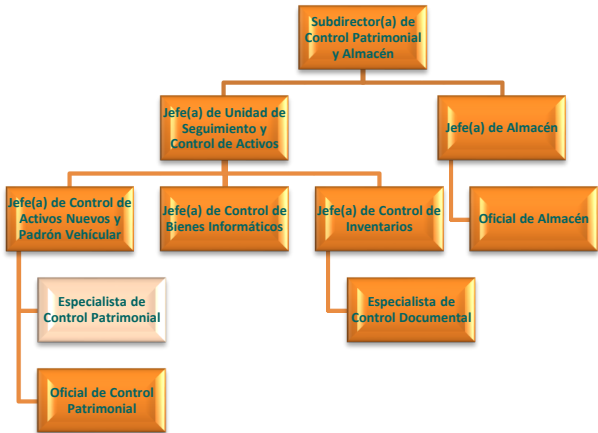 Subdirector(a) de
Control Patrimonial
y Almacén
Jefe(a) de Unidad de
Seguimiento y
Control de Activos
Jefe(a) de Almacén
Jefe(a) de Control de
Activos Nuevos y
Padrón Vehícular
Jefe(a) de Control de
Bienes Informáticos
Jefe(a) de Control de
Inventarios
Oficial de Almacén
Especialista de
Control Patrimonial
Especialista de
Control Documental
Oficial de Control
Patrimonial